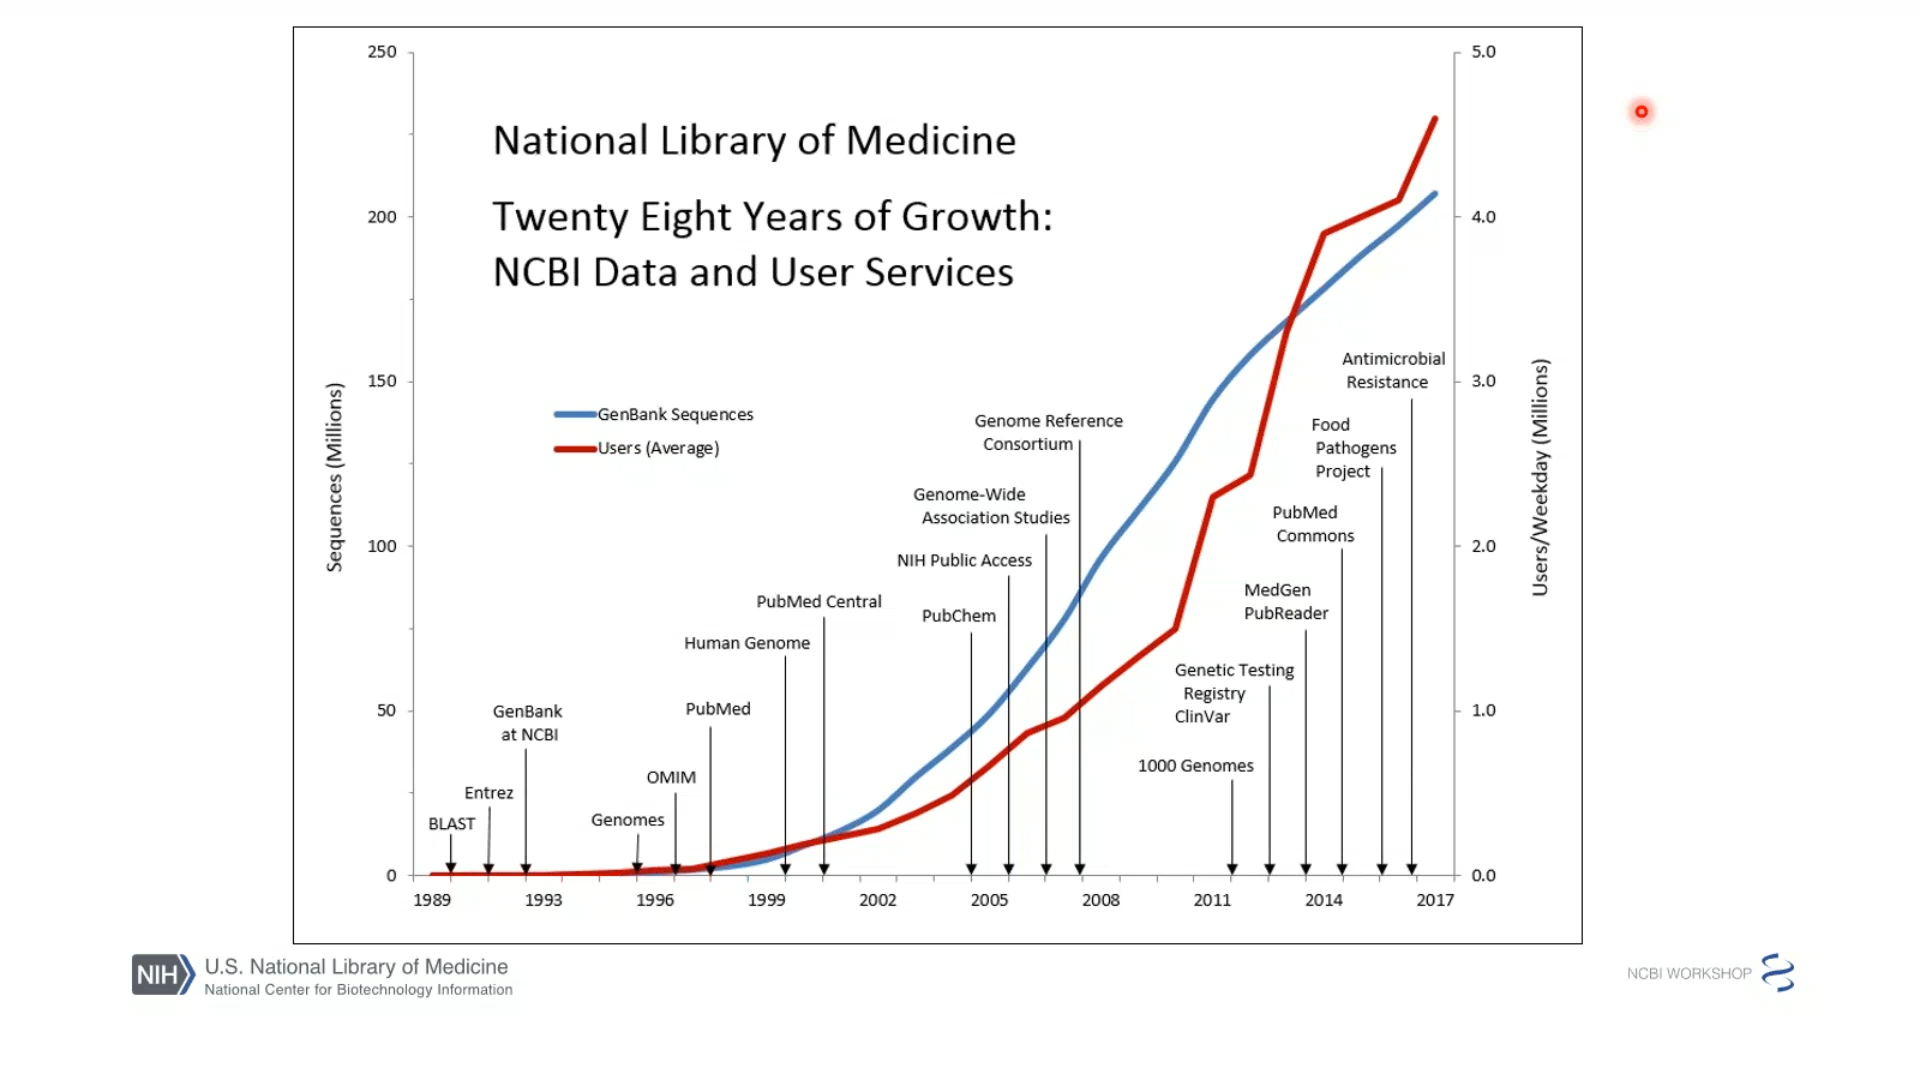 National Library of Medicine
Twenty Eight Years of Growth:
NCBI Data and User Services
250
200
150
100
50
0
Sequences (Millions)
5.0
4.0
3.0
2.0
1.0
0.0
Users/Weekday (Millions)
GenBank Sequences
Users (Average)
BLAST
Entrez
GenBank
at NCBI
Genomes
OMIM
PubMed
Human Genome
PubMed Central
PubChem
NIH Public Access
Genome-Wide
Association Studies
Genome Reference
Consortium
1000 Genomes
Genetic Testing
Registry
ClinVar
MedGen
PubReader
PubMed
Commons
Food
Pathogens
Project
Antimicrobial
Resistance
1989 1993 1996 1999 2002 2005 2008 2011 2014 2017
NIH
U.S. National Library of Medicine
National Center for Biotechnology Information
NCBI WORKSHOP